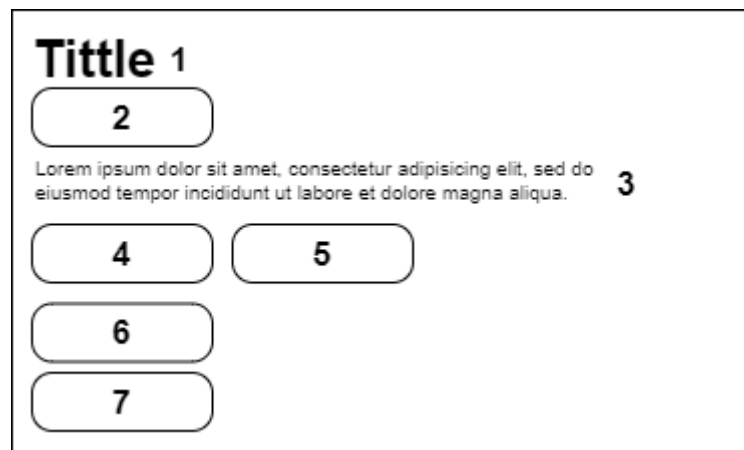 Tittle 1
2
Lorem ipsum dolor sit amet, consectetur adipisicing elit, sed do
eiusmod tempor incididunt ut labore et dolore magna aliqua. 3
4 5
6
7